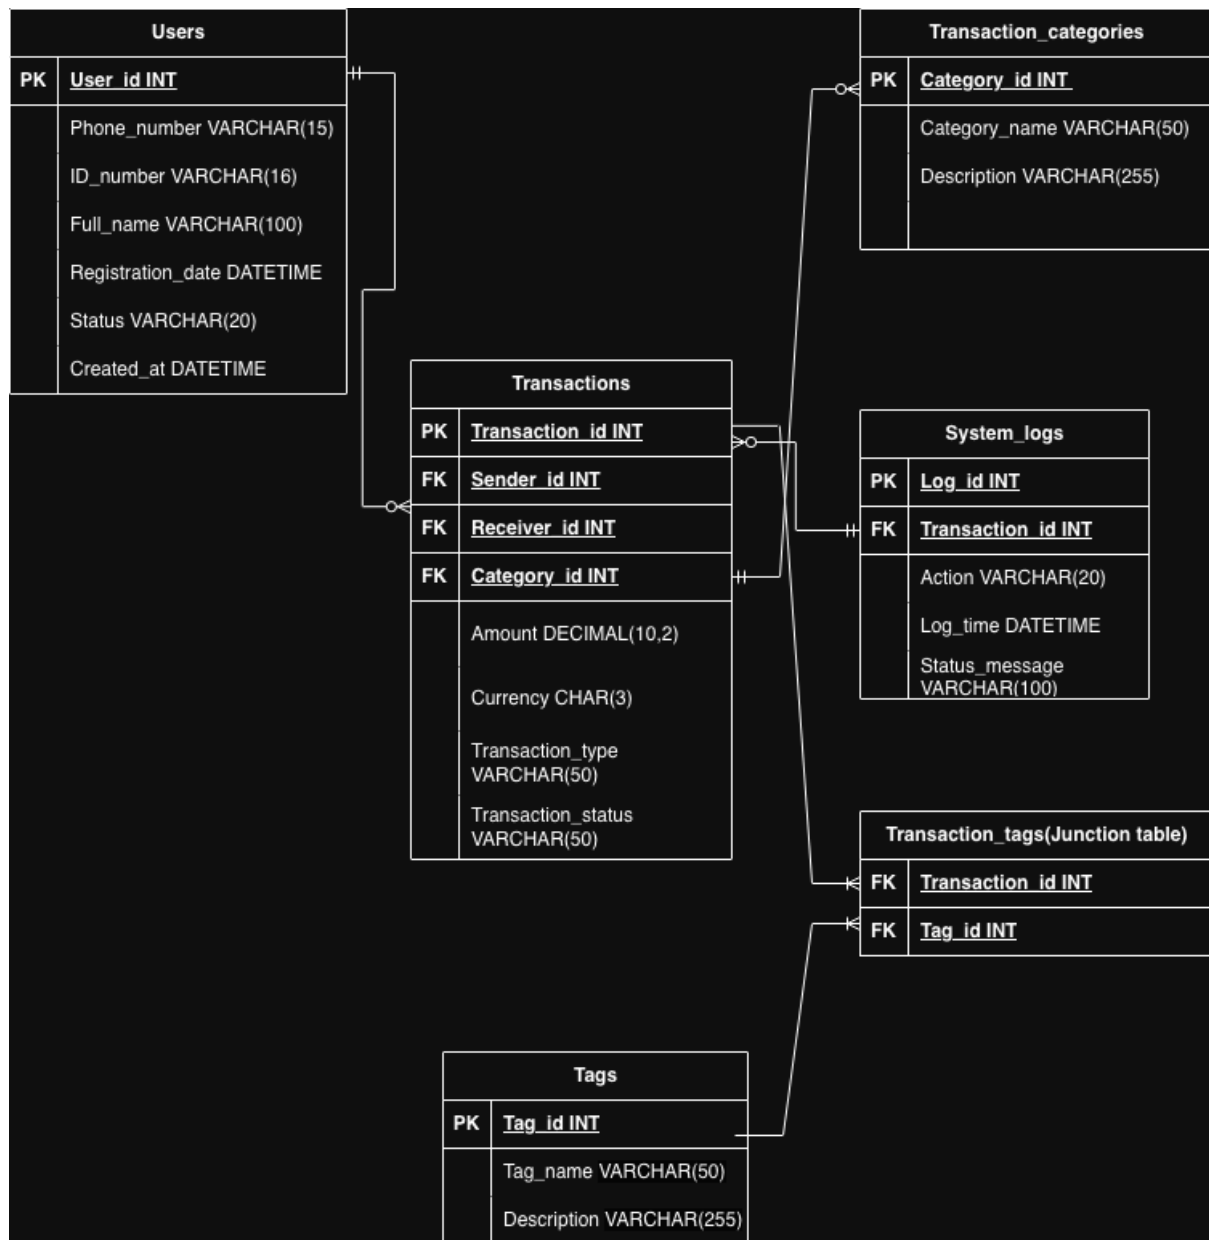 Users
PK User_id INT
Phone_number VARCHAR(15)
ID_number VARCHAR(16)
Full_name VARCHAR(100)
Registration_date DATETIME
Status VARCHAR(20)
Created_at DATETIME
Transaction_categories
PK Category_id INT
Category_name VARCHAR(50)
Description VARCHAR(255)
Transactions
PK Transaction_id INT
FK Sender_id INT
FK Receiver_id INT
FK Category_id INT
Amount DECIMAL(10,2)
Currency CHAR(3)
Transaction_type
VARCHAR(50)
Transaction_status
VARCHAR(50)
System_logs
PK Log_id INT
FK Transaction_id INT
Action VARCHAR(20)
Log_time DATETIME
Status_message
VARCHAR(100)
Transaction_tags(Junction table)
FK Transaction_id INT
FK Tag_id INT
Tags
PK Tag_id INT
Tag_name VARCHAR(50)
Description VARCHAR(255)